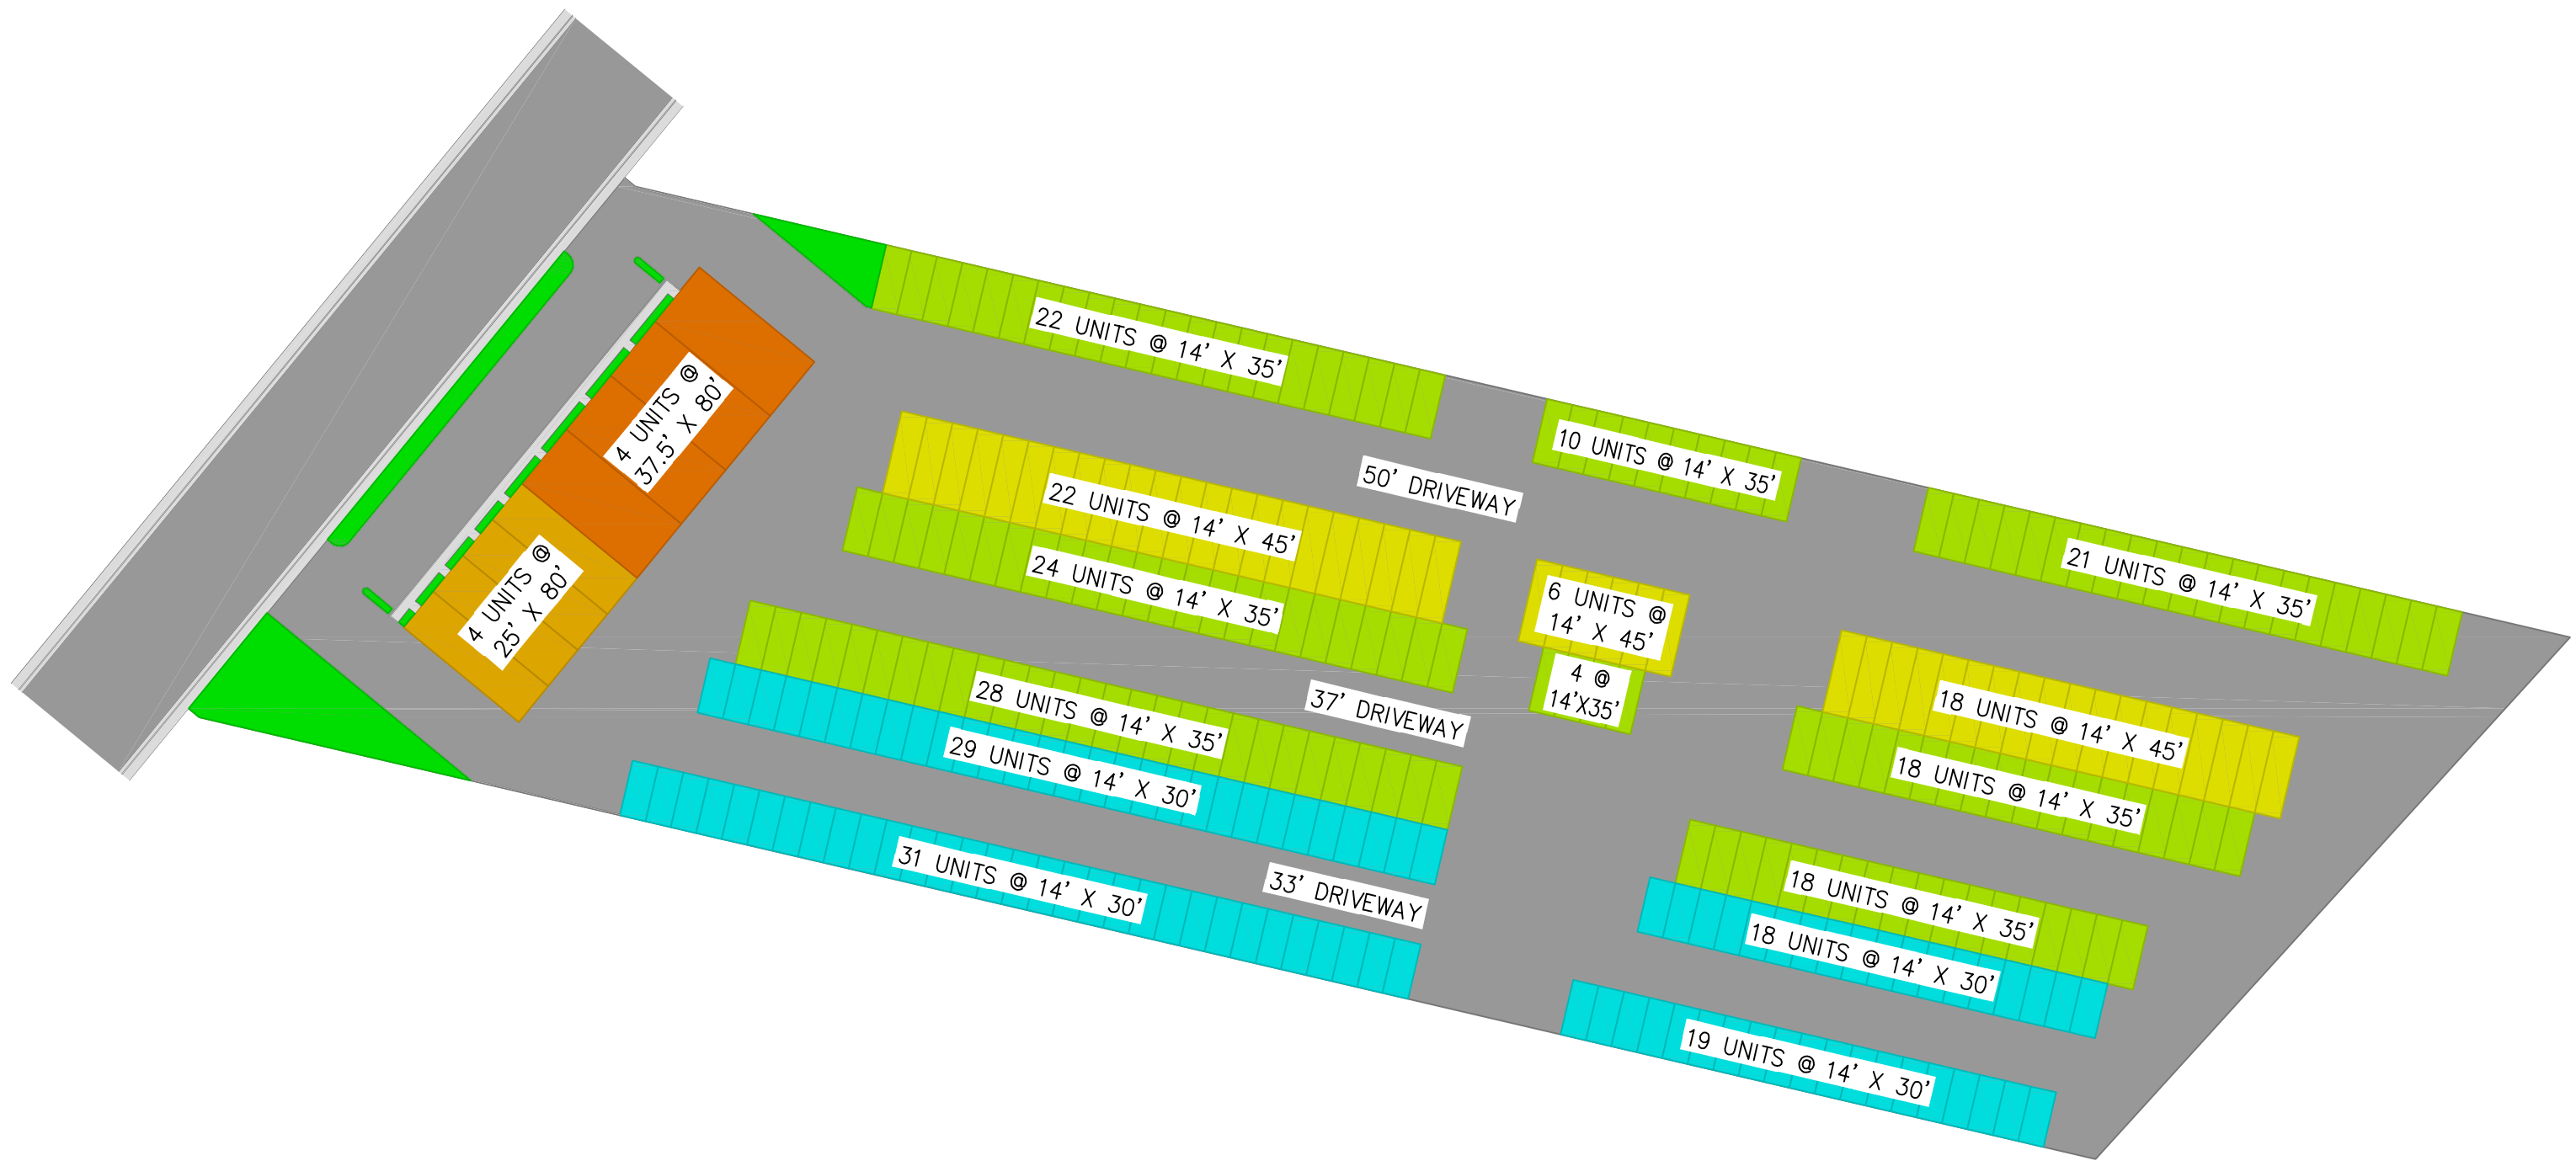 22 UNITS @ 14' X 35'
4 UNITS @
37.5' X 80'
10 UNITS @ 14' X 35'
50' DRIVEWAY
22 UNITS @ 14' X 45'
24 UNITS @ 14' X 35'
21 UNITS @ 14' X 35'
4 UNITS @
25' X 80'
6 UNITS @
14' X 45'
4 @
14'X35'
28 UNITS @ 14' X 35'
37' DRIVEWAY
29 UNITS @ 14' X 30'
18 UNITS @ 14' X 45'
18 UNITS @ 14' X 35'
31 UNITS @ 14' X 30'
33' DRIVEWAY
18 UNITS @ 14' X 35'
18 UNITS @ 14' X 30'
19 UNITS @ 14' X 30'